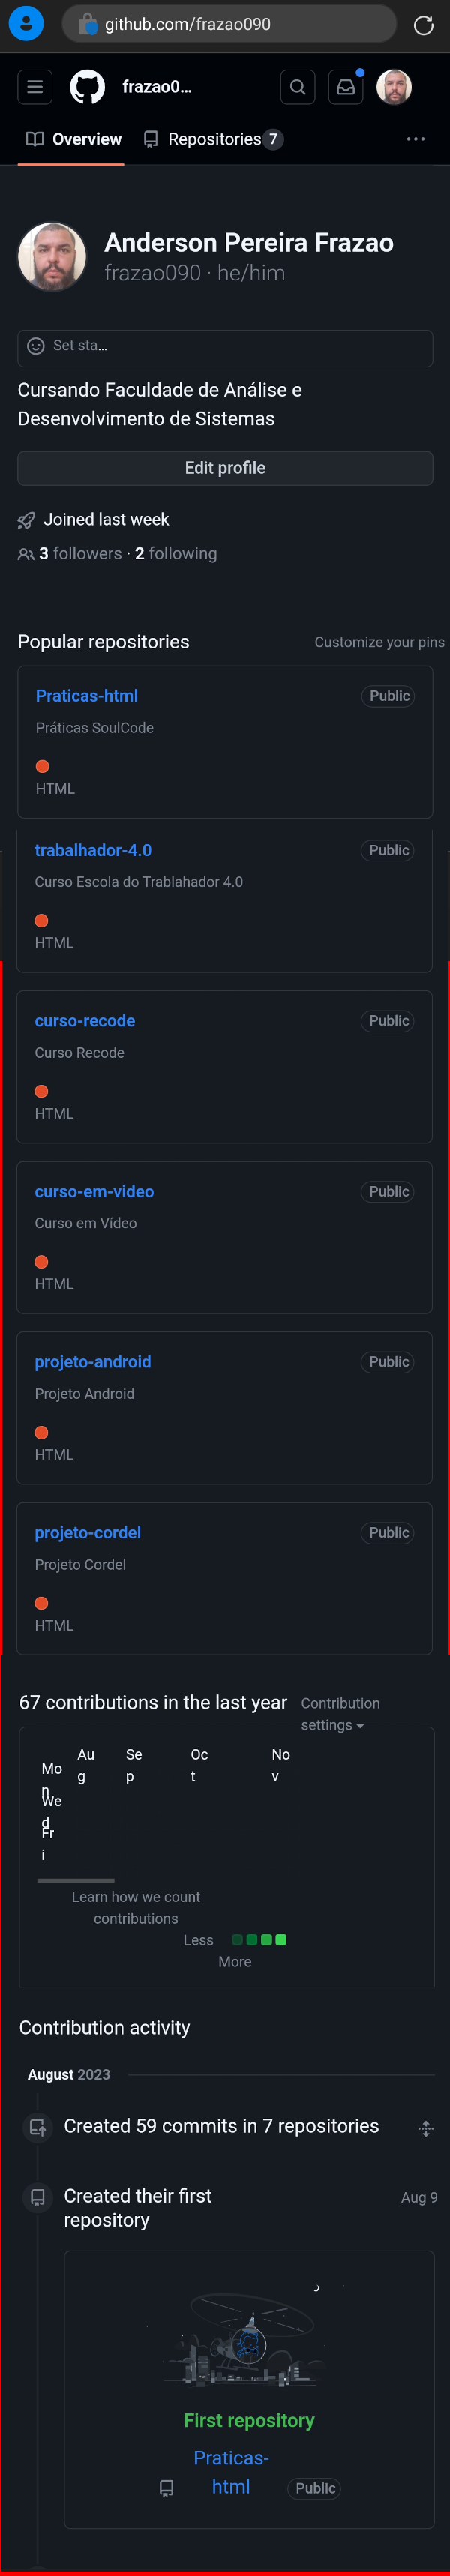 github.com/frazao090
frazao0...
Overview
Repositories 7
Anderson Pereira Frazao
frazao090 · he/him
Set sta...
Cursando Faculdade de Análise e
Desenvolvimento de Sistemas
Edit profile
Joined last week
3 followers · 2 following
Popular repositories
Customize your pins
Praticas-html
Public
Práticas SoulCode
HTML
trabalhador-4.0
Public
Curso Escola do Trablahador 4.0
HTML
curso-recode
Public
Curso Recode
HTML
curso-em-video
Public
Curso em Vídeo
HTML
projeto-android
Public
Projeto Android
HTML
projeto-cordel
Public
Projeto Cordel
HTML
67 contributions in the last year
Contribution
settings
Au
g
Se
p
Oc
t
No
v
Mo
n
We
d
Fr
i
Learn how we count
contributions
Less
More
Contribution activity
August 2023
Created 59 commits in 7 repositories
Created their first
repository
Aug 9
First repository
Praticas-
html
Public